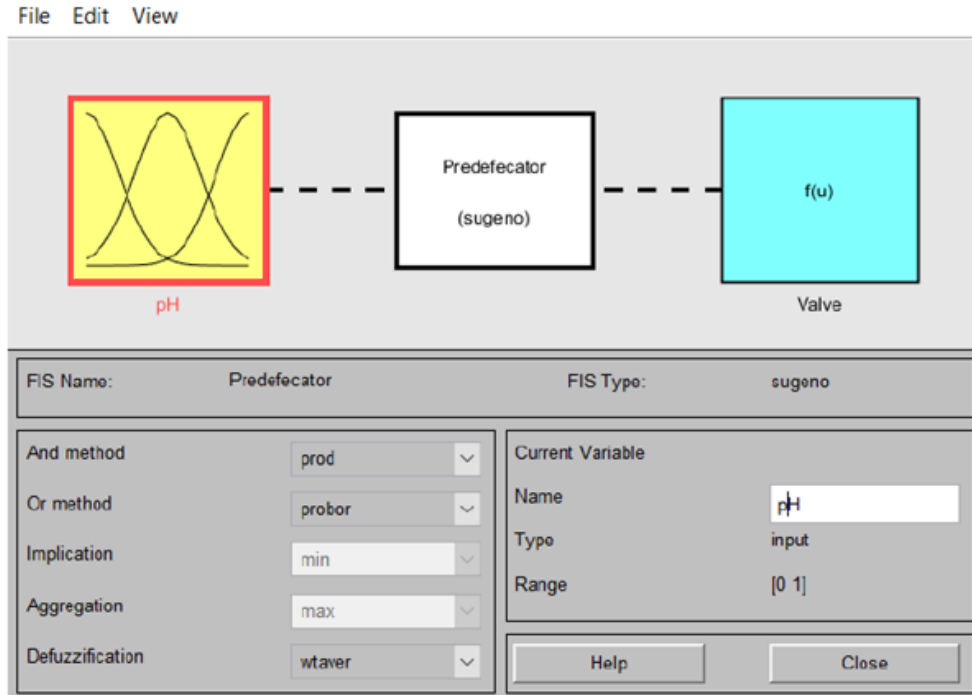 File Edit View
Predefecator
(sugeno)
f(u)
pH
Valve
FIS Name: Predefecator FIS Type: sugeno
And method prod
Or method probor
Implication min
Aggregation max
Defuzzification wtaver
Current Variable
Name pH
Type input
Range [0 1]
Help Close